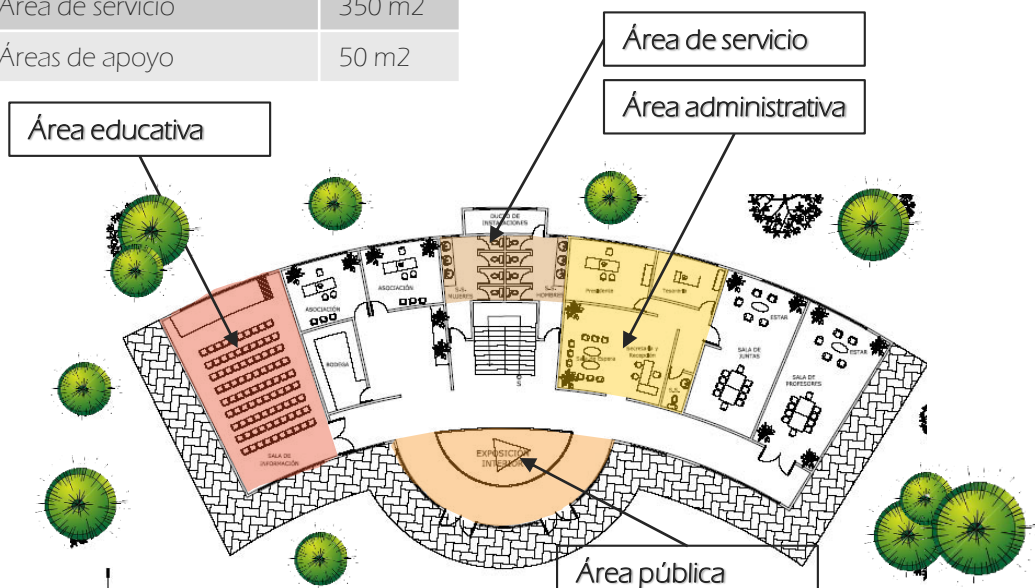 Área de servicio 350 m2
Áreas de apoyo 50 m2
Área de servicio
Área administrativa
Área educativa
DUCTO DE
INSTALACIONES
S.S.
MUJERES
S.S.
HOMBRES
Presidente
Tesorería
ASOCIACIÓN
ASOCIACIÓN
ESTAR
BODEGA
Sala de Espera
Secretaría y
Recepción
SALA DE
JUNTAS
ESTAR
SALA DE
PROFESORES
S.S.
S
SALA DE
INFORMACIÓN
EXPOSICIÓN
INTERIOR
Área pública